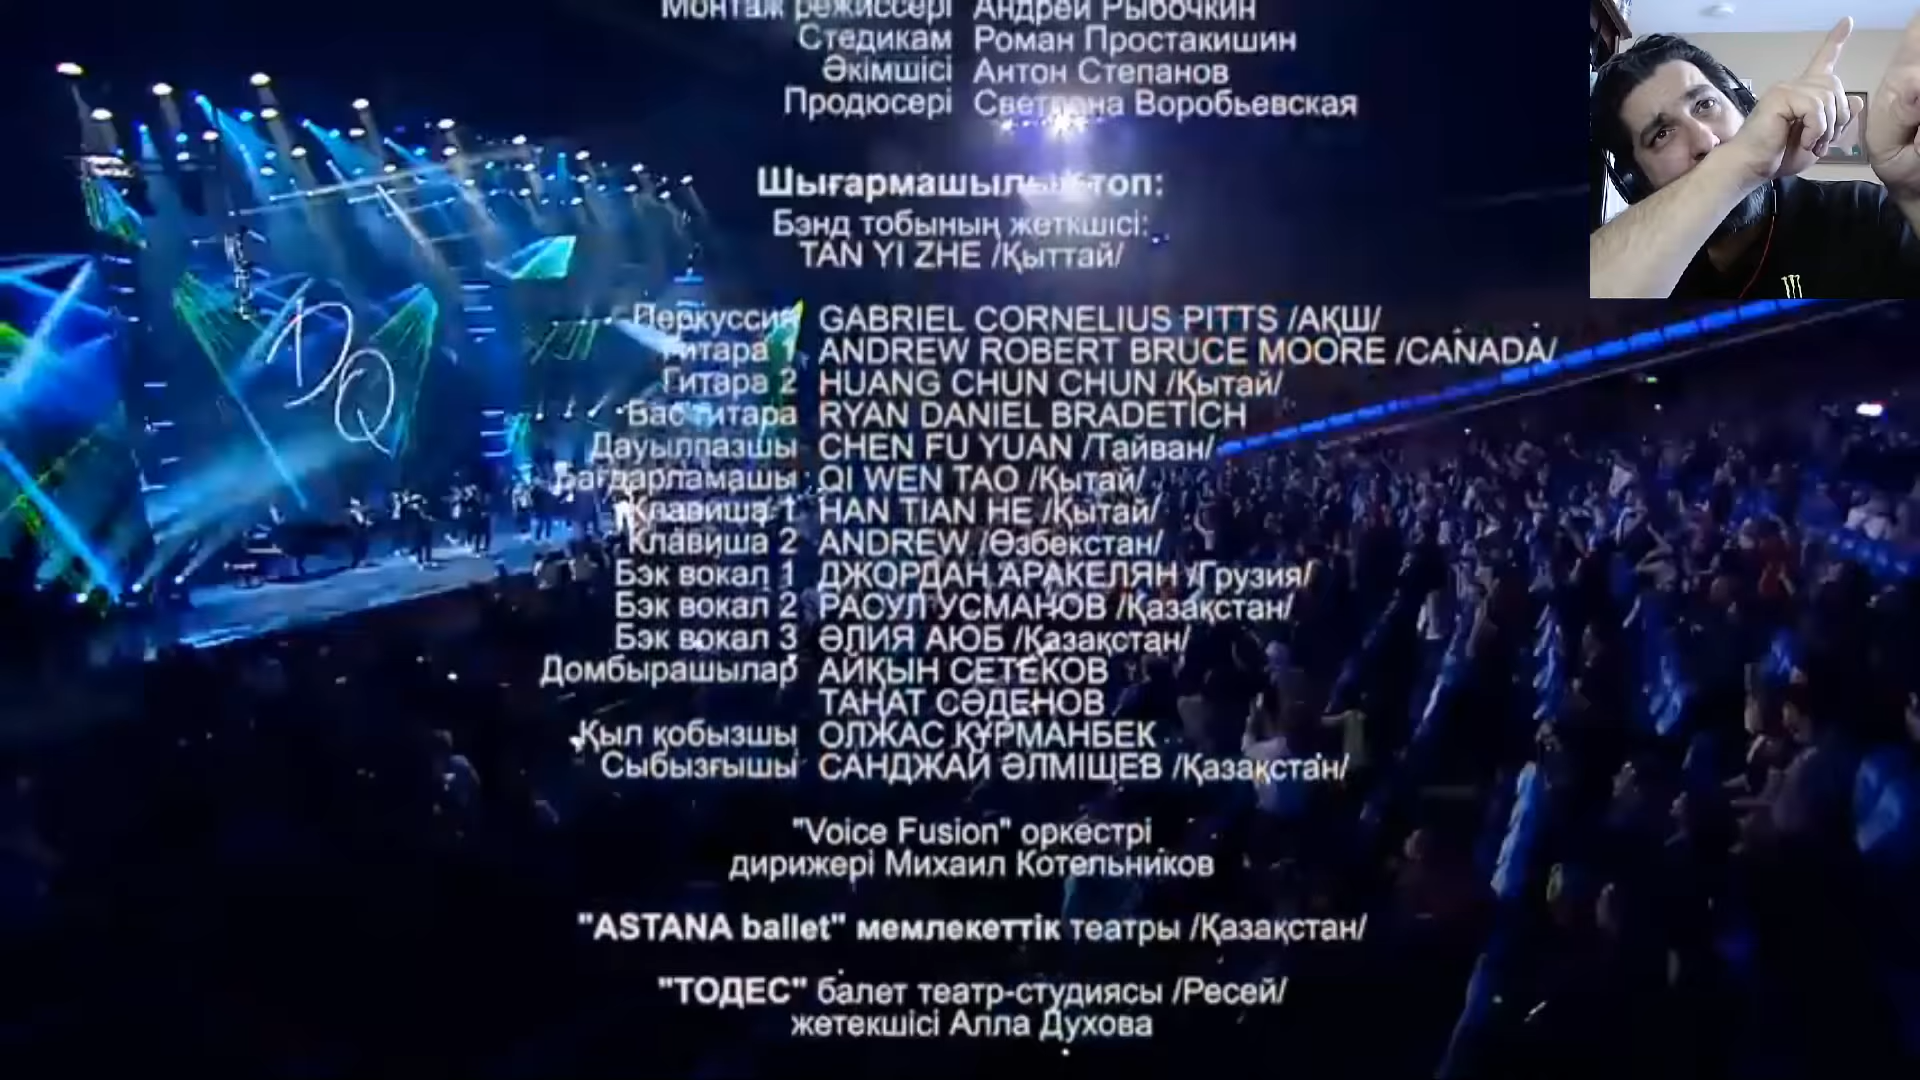 Монтаж режиссері Андрей Рыбочкин
Стедикам Роман Простакишин
Әкімшісі Антон Степанов
Продюсері Светлана Воробьевская
Шығармашылық топ:
Бэнд тобының жеткшісі:
TAN YI ZHE /Қыттай/
Перкуссия GABRIEL CORNELIUS PITTS /АҚШ/
Гитара 1 ANDREW ROBERT BRUCE MOORE /CANADA/
Гитара 2 HUANG CHUN CHUN /Қытай/
Бас гитара RYAN DANIEL BRADETICH
Дауылпазшы CHEN FU YUAN /Тайван/
Бағдарламашы QI WEN TAO /Қытай/
Клавиша 1 HAN TIAN HE /Қытай/
Клавиша 2 ANDREW /Өзбекстан/
Бэк вокал 1 ДЖОРДАН АРАКЕЛЯН /Грузия/
Бэк вокал 2 РАСУЛ УСМАНОВ /Қазақстан/
Бэк вокал 3 ӘЛИЯ АЮБ /Қазақстан/
Домбырашылар АЙҚЫН СЕТЕКОВ
ТАҢАТ СӘДЕНОВ
Қыл қобызшы ОЛЖАС ҚҰРМАНБЕК
Сыбызғышы САНДЖАЙ ӘЛМІЩЕВ /Қазақстан/
"Voice Fusion" оркестрі
дирижері Михаил Котельников
"ASTANA ballet" мемлекеттік театры /Қазақстан/
"ТОДЕС" балет театр-студиясы /Ресей/
жетекшісі Алла Духова
DQ